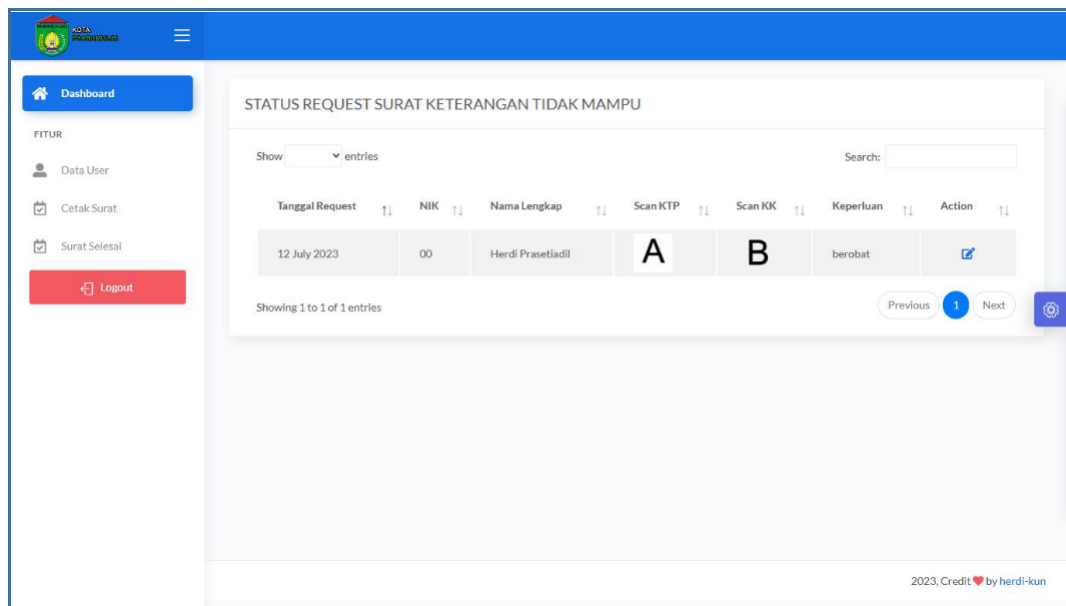 KOTA
Dashboard
FITUR
Data User
Cetak Surat
Surat Selesai
Logout
STATUS REQUEST SURAT KETERANGAN TIDAK MAMPU
Show entries
Search:
Tanggal Request NIK Nama Lengkap Scan KTP Scan KK Keperluan Action
12 July 2023 00 Herdi Prasetiadil A B berobat
Showing 1 to 1 of 1 entries
Previous 1 Next
2023, Credit ❤ by herdi-kun